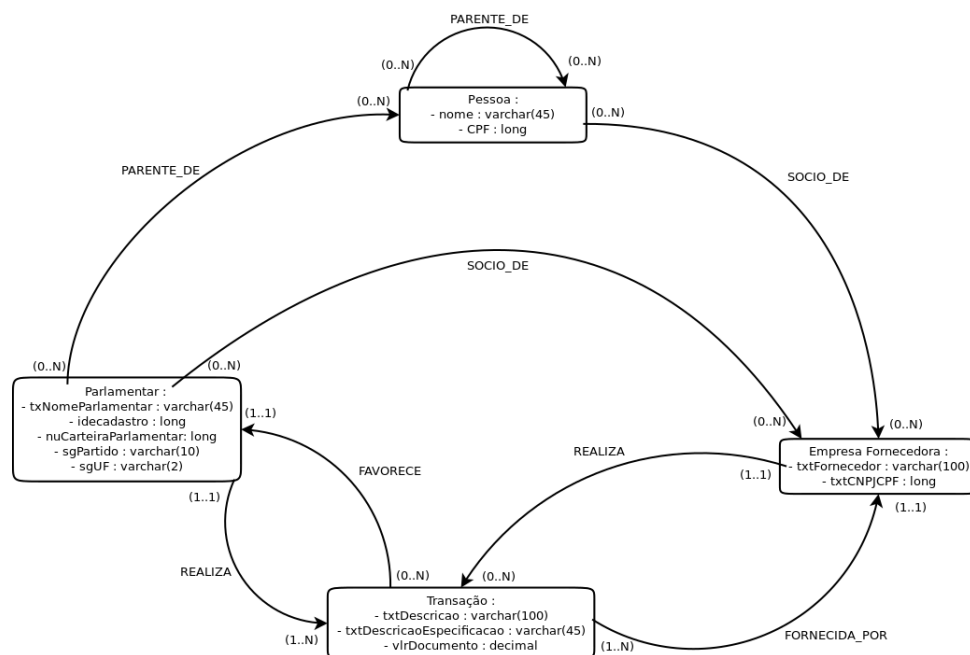 PARENTE_DE
(0..N)
(0..N)
Pessoa :
- nome : varchar(45)
- CPF : long
(0..N)
(0..N)
PARENTE_DE
SOCIO_DE
SOCIO_DE
(0..N)
(0..N)
Parlamentar :
- txNomeParlamentar : varchar(45)
- idecadastro : long
- nuCarteiraParlamentar: long
- sgPartido : varchar(10)
- sgUF : varchar(2)
(1..1)
(0..N)
(0..N)
Empresa Fornecedora :
- txtFornecedor : varchar(100)
- txtCNPJCPF : long
REALIZA
FAVORECE
(1..1)
(1..1)
(1..1)
REALIZA
(0..N)
(0..N)
Transação :
- txtDescricao : varchar(100)
- txtDescricaoEspecificacao : varchar(45)
- vlrDocumento : decimal
(1..N)
(1..N)
FORNECIDA_POR